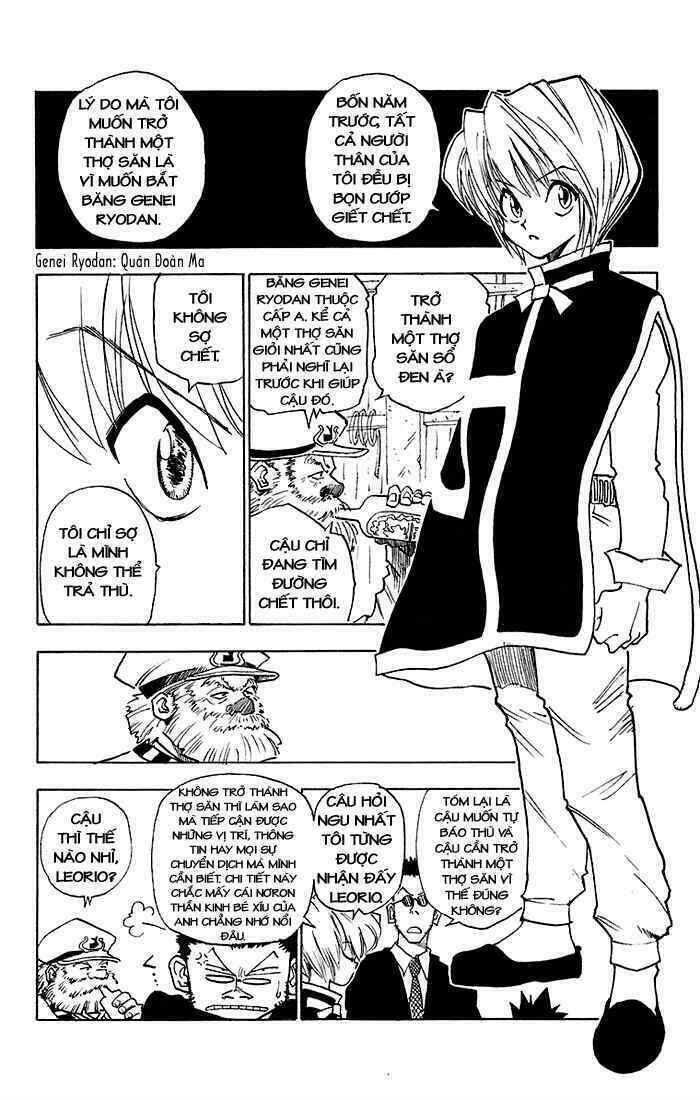 BỐN NĂM
TRƯỚC, TẤT
CẢ NGƯỜI
THÂN CỦA
TÔI ĐỀU BỊ
BỌN CƯỚP
GIẾT CHẾT.
LÝ DO MÀ TÔI
MUỐN TRỞ
THÀNH MỘT
THỢ SĂN LÀ
VÌ MUỐN BẮT
BĂNG GENEI
RYODAN.
Genei Ryodan: Quân Đoàn Ma
TRỞ
THÀNH MỘT
THỢ SĂN SỔ
ĐEN À?
BĂNG GENEI
RYODAN THUỘC
CẤP A. KỂ CẢ
MỘT THỢ SĂN
GIỎI NHẤT CŨNG
PHẢI NGHĨ LẠI
TRƯỚC KHI GIÚP
CẬU ĐÓ.
CẬU CHỈ
ĐANG TÌM
ĐƯỜNG
CHẾT THÔI.
TÔI
KHÔNG
SỢ
CHẾT.
TÔI CHỈ SỢ
LÀ MÌNH
KHÔNG THỂ
TRẢ THÙ.
TÓM LẠI LÀ
CẬU MUỐN TỰ
BÁO THÙ VÀ
CẬU CẦN TRỞ
THÀNH MỘT
THỢ SĂN VÌ
THẾ ĐÚNG
KHÔNG?
CÂU HỎI
NGU NHẤT
TÔI TỪNG
ĐƯỢC
NHẬN ĐẤY
LEORIO.
KHÔNG TRỞ THÀNH
THỢ SĂN THÌ LÀM SAO
MÀ TIẾP CẬN ĐƯỢC
NHỮNG VỊ TRÍ, THÔNG
TIN HAY MỌI SỰ
CHUYỂN DỊCH MÀ MÌNH
CẦN BIẾT. CHI TIẾT NÀY
CHẮC MẤY CÁI NƠRON
THẦN KINH BÉ XÍU CỦA
ANH CHẲNG NHỚ NỔI
ĐÂU.
CẬU
THÌ THẾ
NÀO NHỈ,
LEORIO?